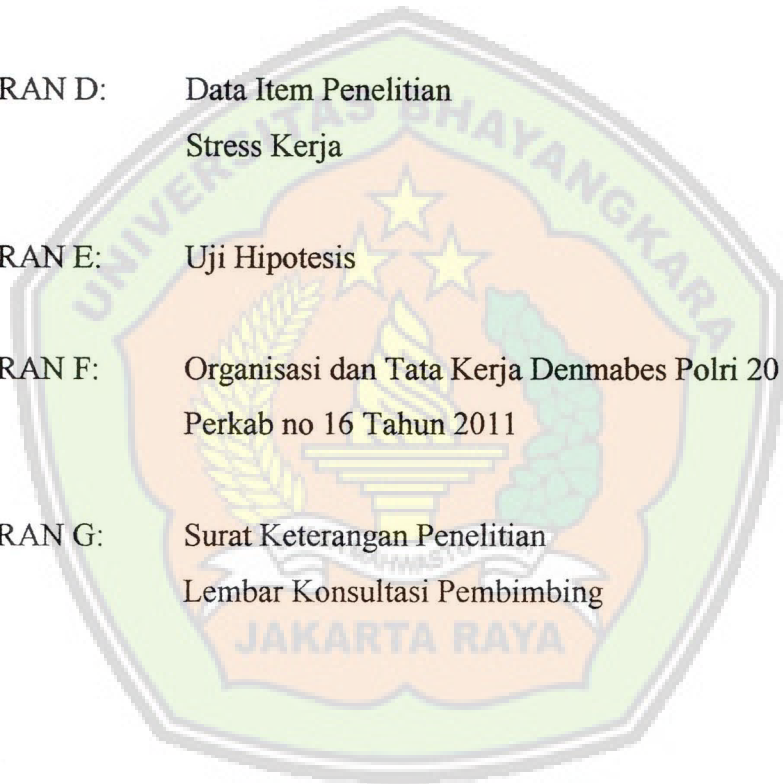 RAN D: Data Item Penelitian
Stress Kerja
RAN E: Uji Hipotesis
RAN F: Organisasi dan Tata Kerja Denmabes Polri 20
Perkab no 16 Tahun 2011
RAN G: Surat Keterangan Penelitian
Lembar Konsultasi Pembimbing
UNIVERSITAS BHAYANGKARA
JAKARTA RAYA